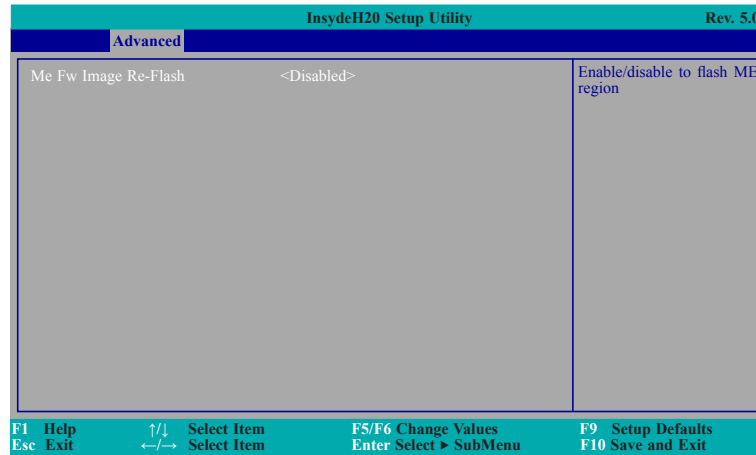 InsydeH20 Setup Utility Rev. 5.0
Advanced
Me Fw Image Re-Flash <Disabled>
Enable/disable to flash ME
region
F1 Help ↑/↓ Select Item F5/F6 Change Values F9 Setup Defaults
Esc Exit ←/→ Select Item Enter Select ► SubMenu F10 Save and Exit